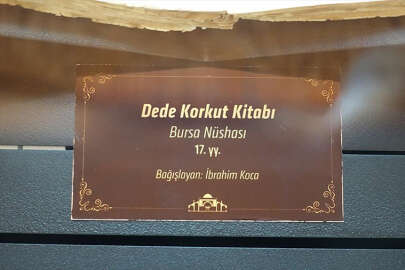 Dede Korkut Kitabı
Bursa Nüshası
17. yy.
Bağışlayan: İbrahim Koca